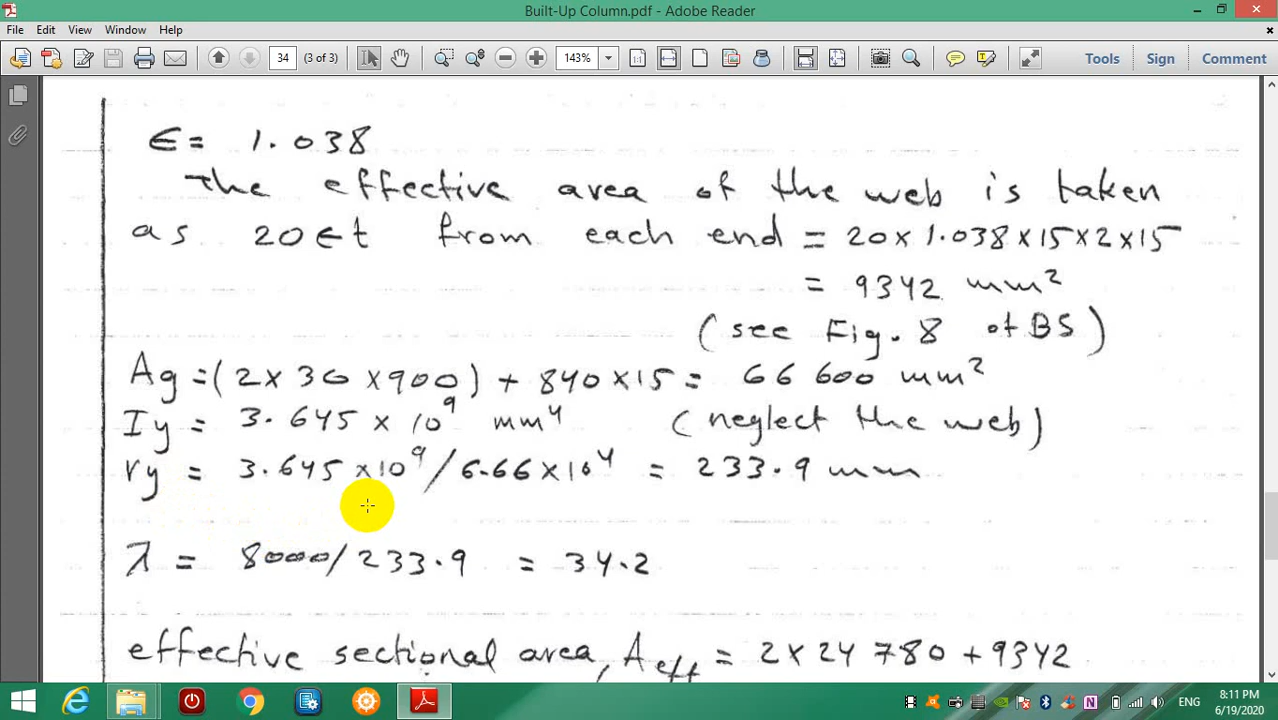 Built-Up Column.pdf - Adobe Reader
File Edit View Window Help
34 (3 of 3) 143% Tools Sign Comment
ϵ = 1.038
The effective area of the web is taken
as 20ϵt from each end = 20×1.038×15×2×15
= 9342 mm²
(see Fig. 8 of BS)
Ag = (2×30×900) + 840×15 = 66 600 mm²
Iy = 3.645 × 10⁹ mm⁴ (neglect the web)
ry = 3.645×10⁹/6.66×10⁴ = 233.9 mm
λ = 8000/233.9 = 34.2
effective sectional area, Aeff = 2×24 780+9342
ENG
8:11 PM
6/19/2020